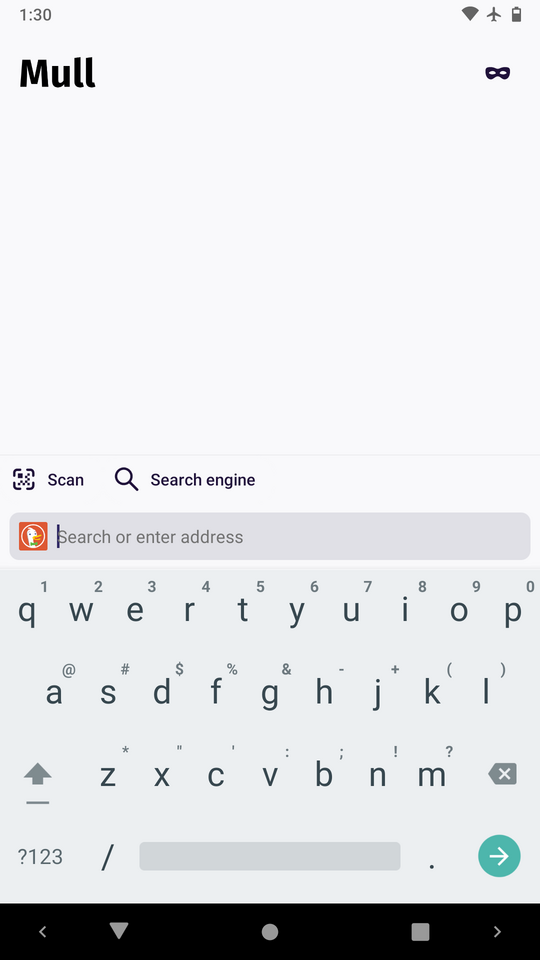 1:30
Mull
Scan Search engine
Search or enter address
1 2 3 4 5 6 7 8 9 0
q w e r t y u i o p
@ # $ % & - + ( )
a s d f g h j k l
* " ' : ; ! ?
z x c v b n m
?123 / .